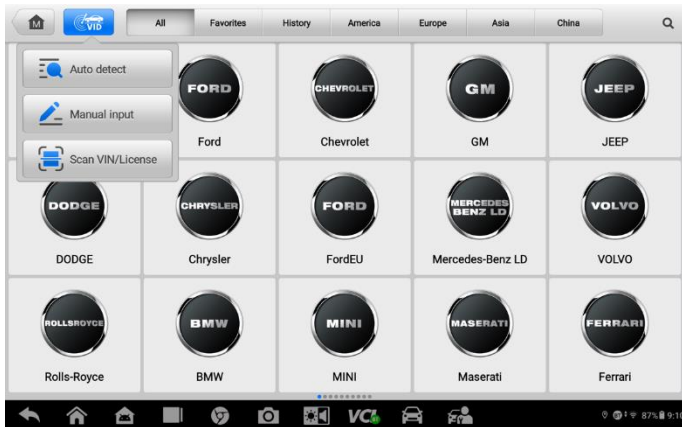 M
VID
All
Favorites
History
America
Europe
Asia
China
Auto detect
Manual input
Scan VIN/License
FORD
CHEVROLET
GM
JEEP
Ford
Chevrolet
GM
JEEP
DODGE
CHRYSLER
FORD
MERCEDES
BENZ LD
VOLVO
DODGE
Chrysler
FordEU
Mercedes-Benz LD
VOLVO
ROLLSROYCE
BMW
MINI
MASERATI
FERRARI
Rolls-Royce
BMW
MINI
Maserati
Ferrari
VCI
87%
9:10